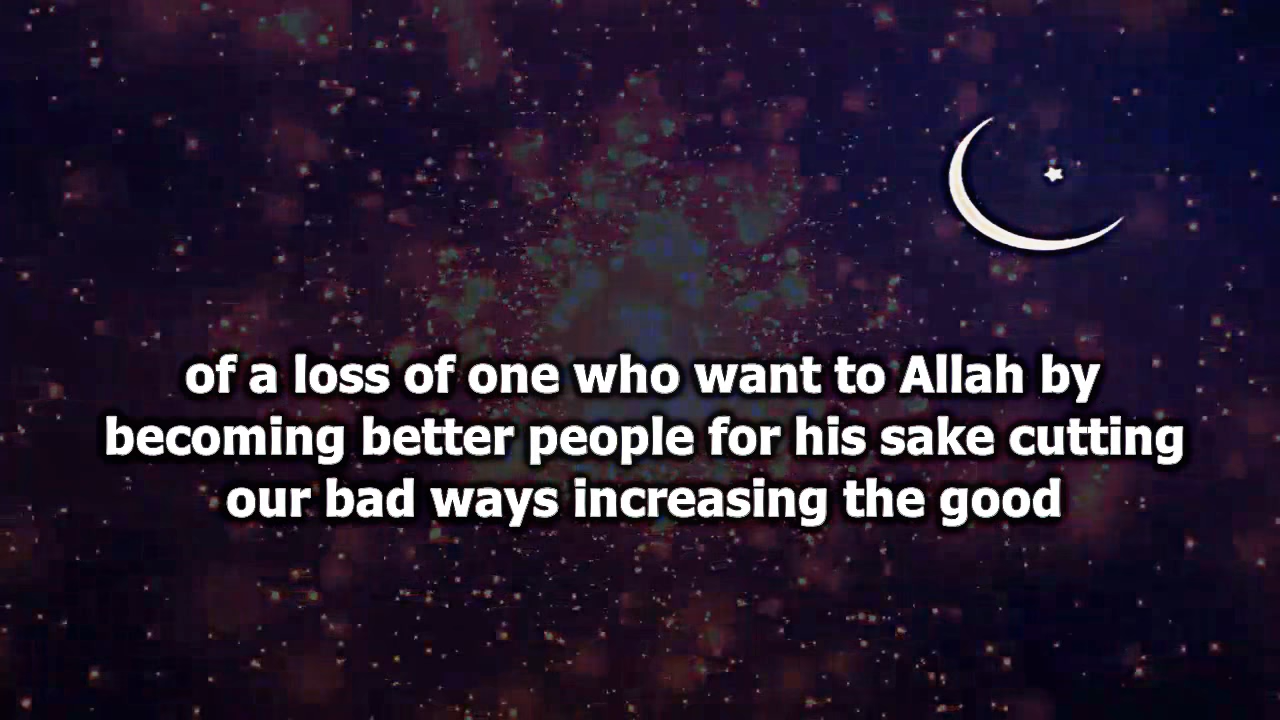 of a loss of one who want to Allah by
becoming better people for his sake cutting
our bad ways increasing the good